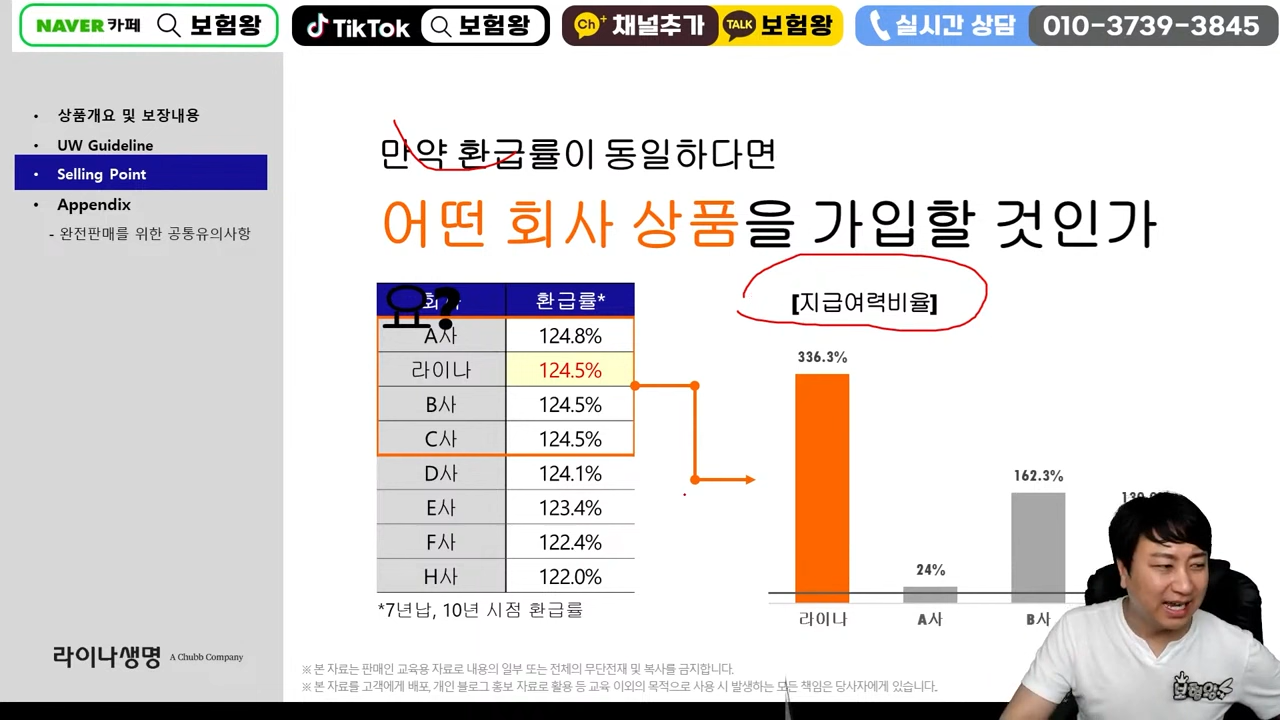 NAVER 카페 보험왕
TikTok 보험왕
Ch+ 채널추가 TALK 보험왕
실시간 상담 010-3739-3845
• 상품개요 및 보장내용
• UW Guideline
• Selling Point
• Appendix
- 완전판매를 위한 공통유의사항
만약 환급률이 동일하다면
어떤 회사 상품을 가입할 것인가
요?
환급률*
A사 124.8%
라이나 124.5%
B사 124.5%
C사 124.5%
D사 124.1%
E사 123.4%
F사 122.4%
H사 122.0%
*7년납, 10년 시점 환급률
[지급여력비율]
336.3%
24%
162.3%
라이나 A사 B사
라이나생명 A Chubb Company
※ 본 자료는 판매인 교육용 자료로 내용의 일부 또는 전체의 무단전재 및 복사를 금지합니다.
※ 본 자료를 고객에게 배포, 개인 블로그 홍보 자료로 활용 등 교육 이외의 목적으로 사용 시 발생하는 모든 책임은 당사자에게 있습니다.
보험왕